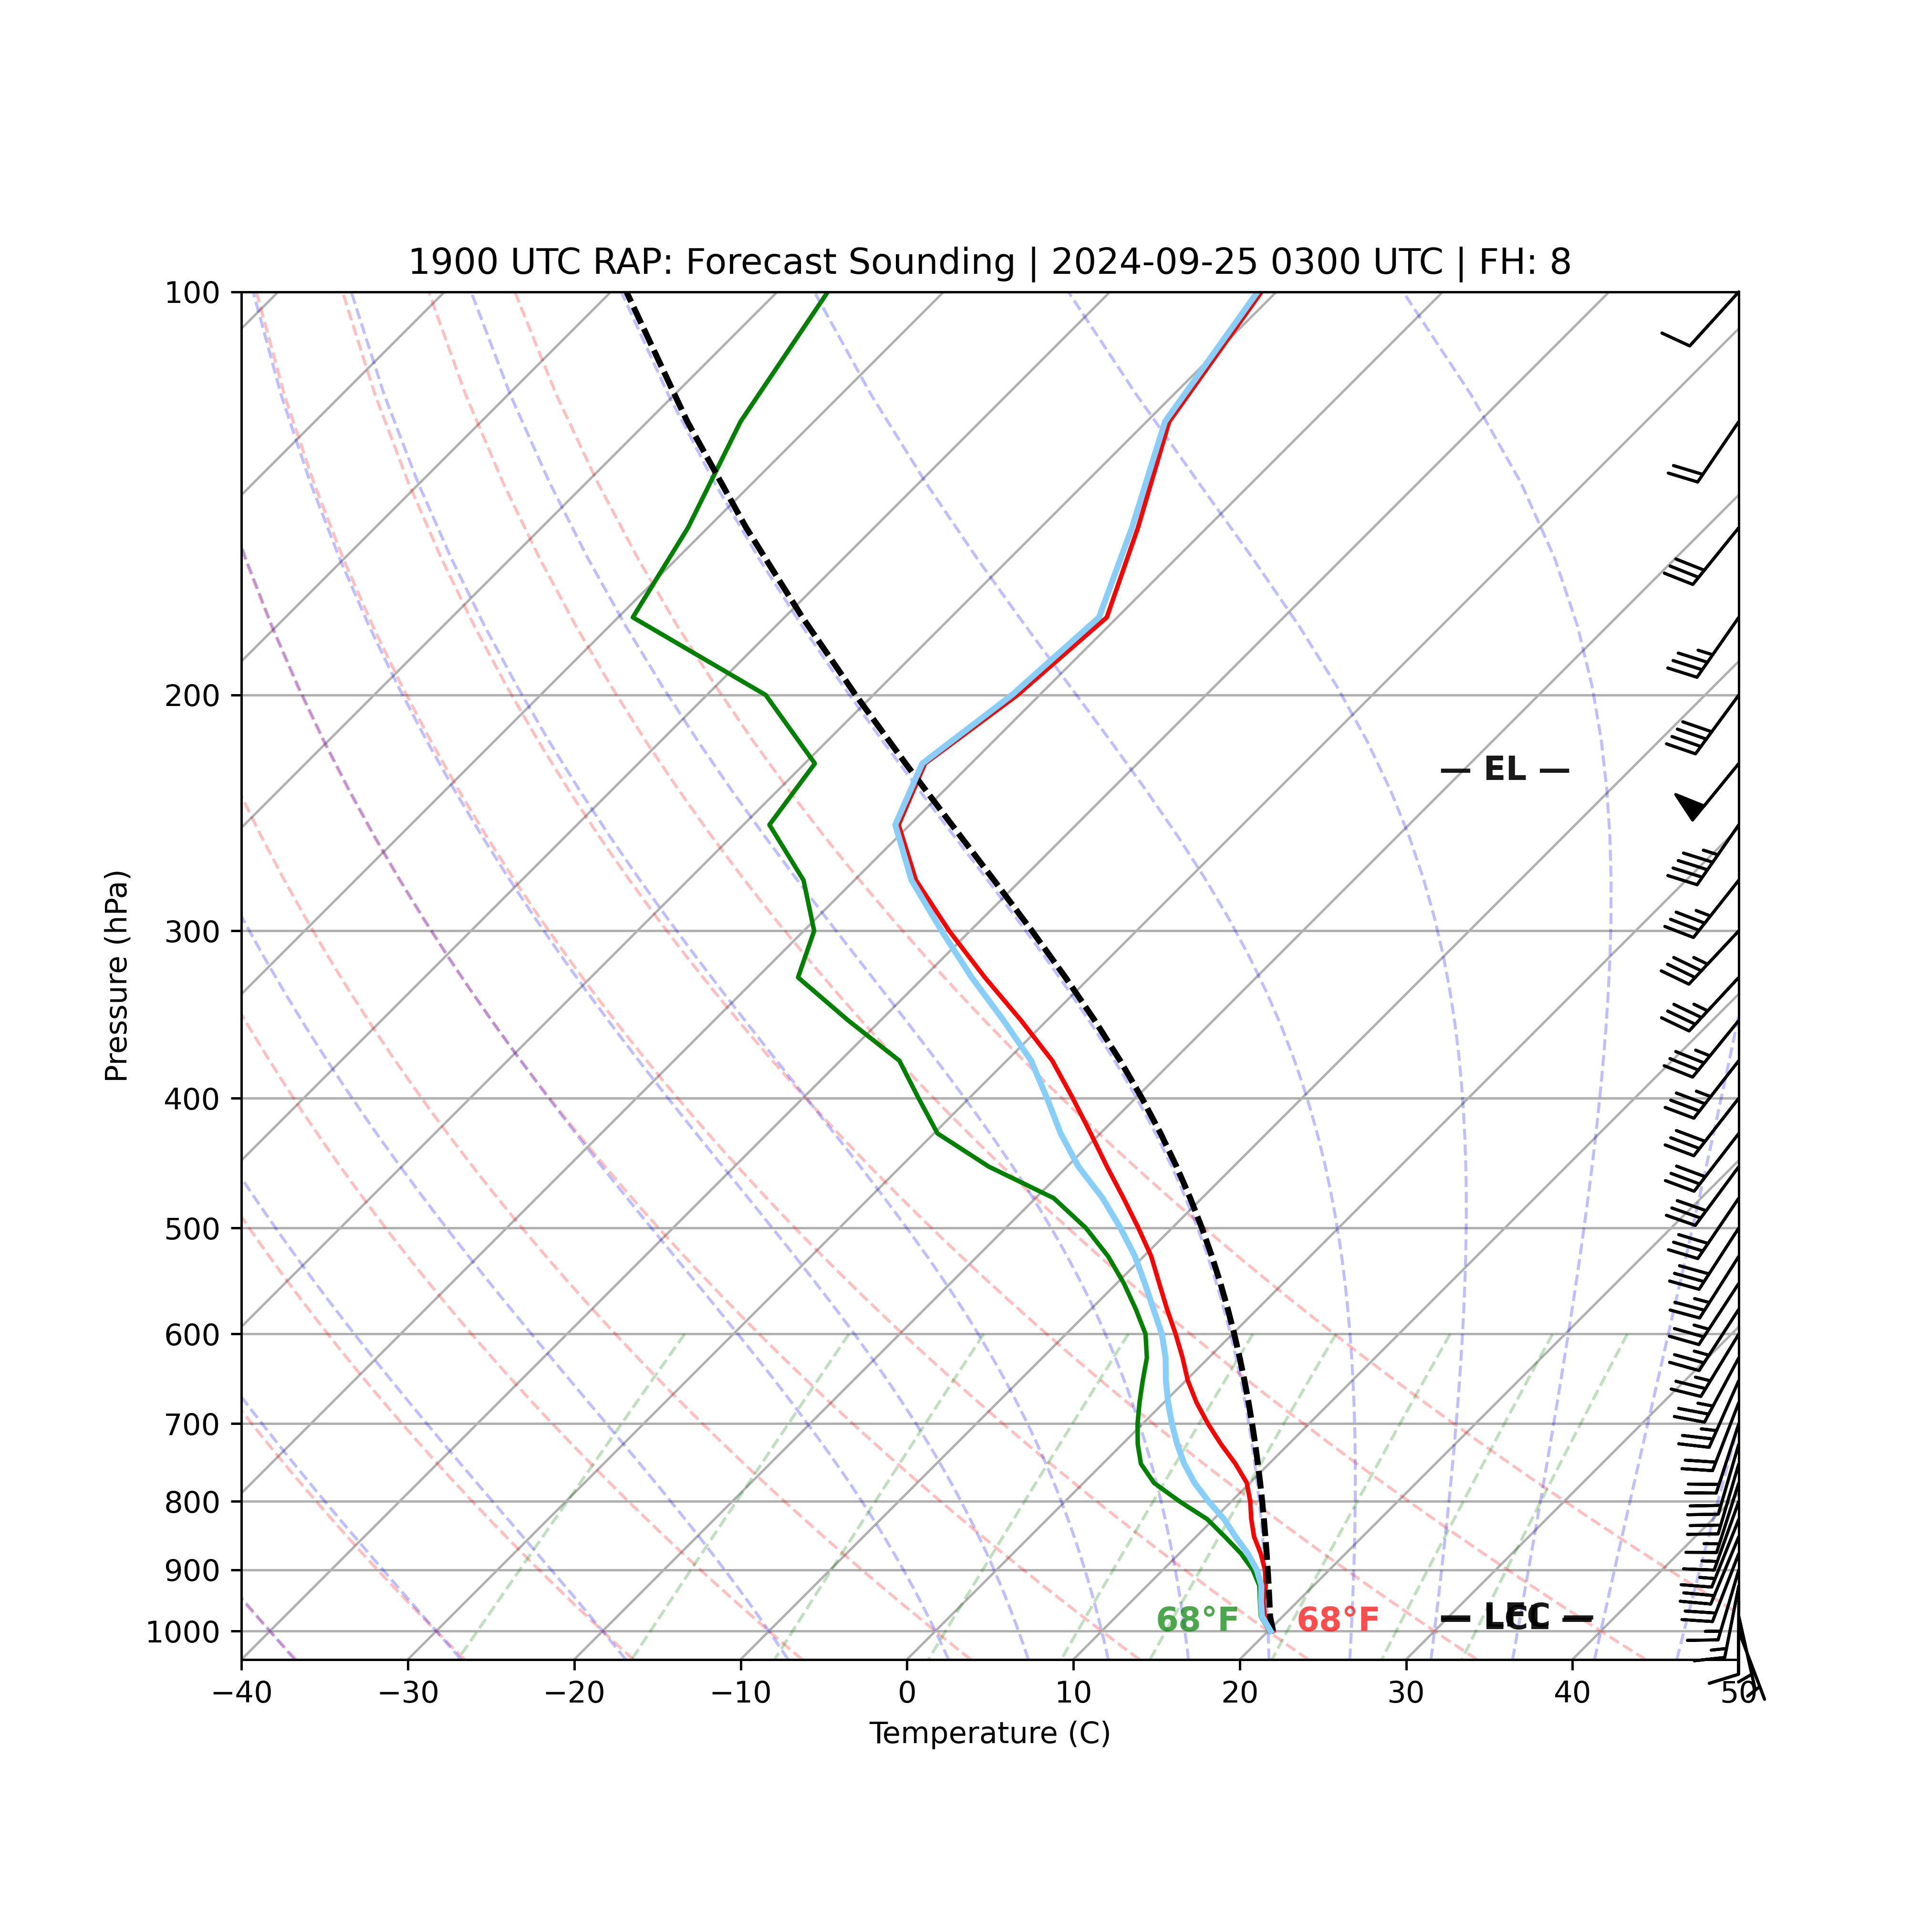 1900 UTC RAP: Forecast Sounding | 2024-09-25 0300 UTC | FH: 8
100
200
— EL —
Pressure (hPa)
300
400
500
600
700
800
900
68°F 68°F
1000
−40 −30 −20 −10 0 10 20 30 40 50
Temperature (C)